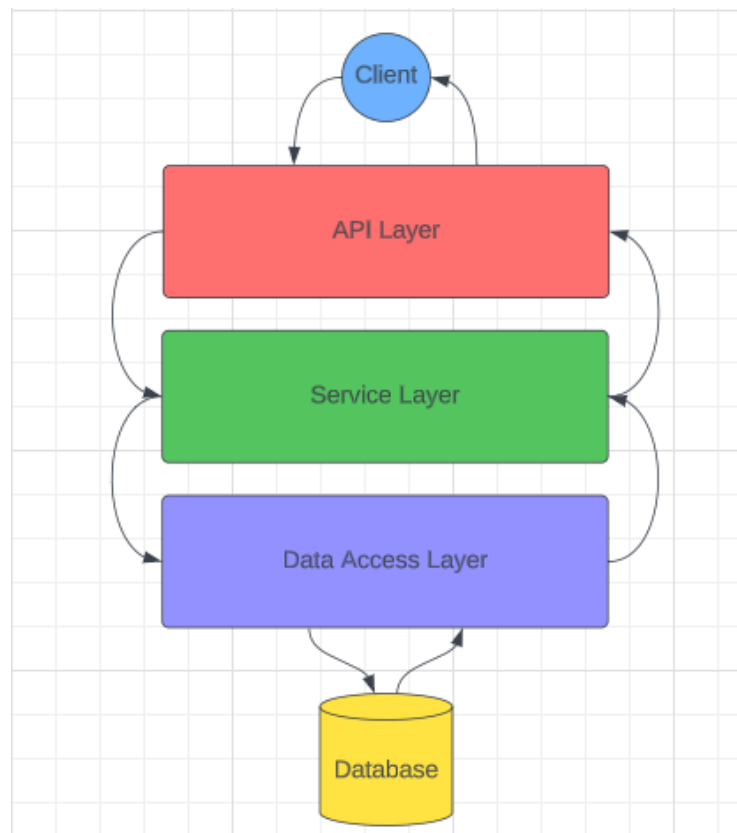 Client
API Layer
Service Layer
Data Access Layer
Database